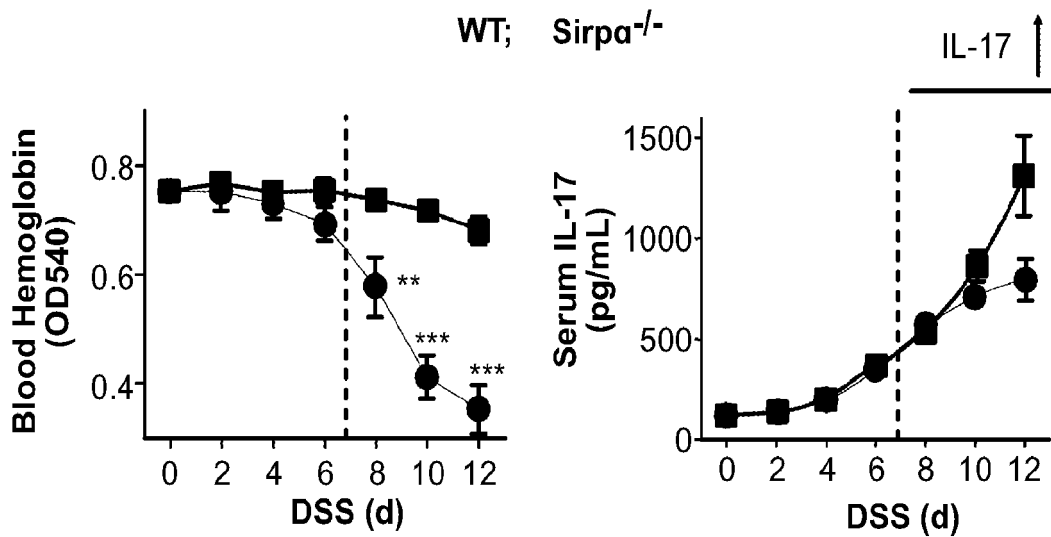 WT; Sirpα-/-
IL-17
Blood Hemoglobin
(OD540)
0.8
0.6
0.4
**
***
***
0 2 4 6 8 10 12
DSS (d)
Serum IL-17
(pg/mL)
1500
1000
500
0
0 2 4 6 8 10 12
DSS (d)